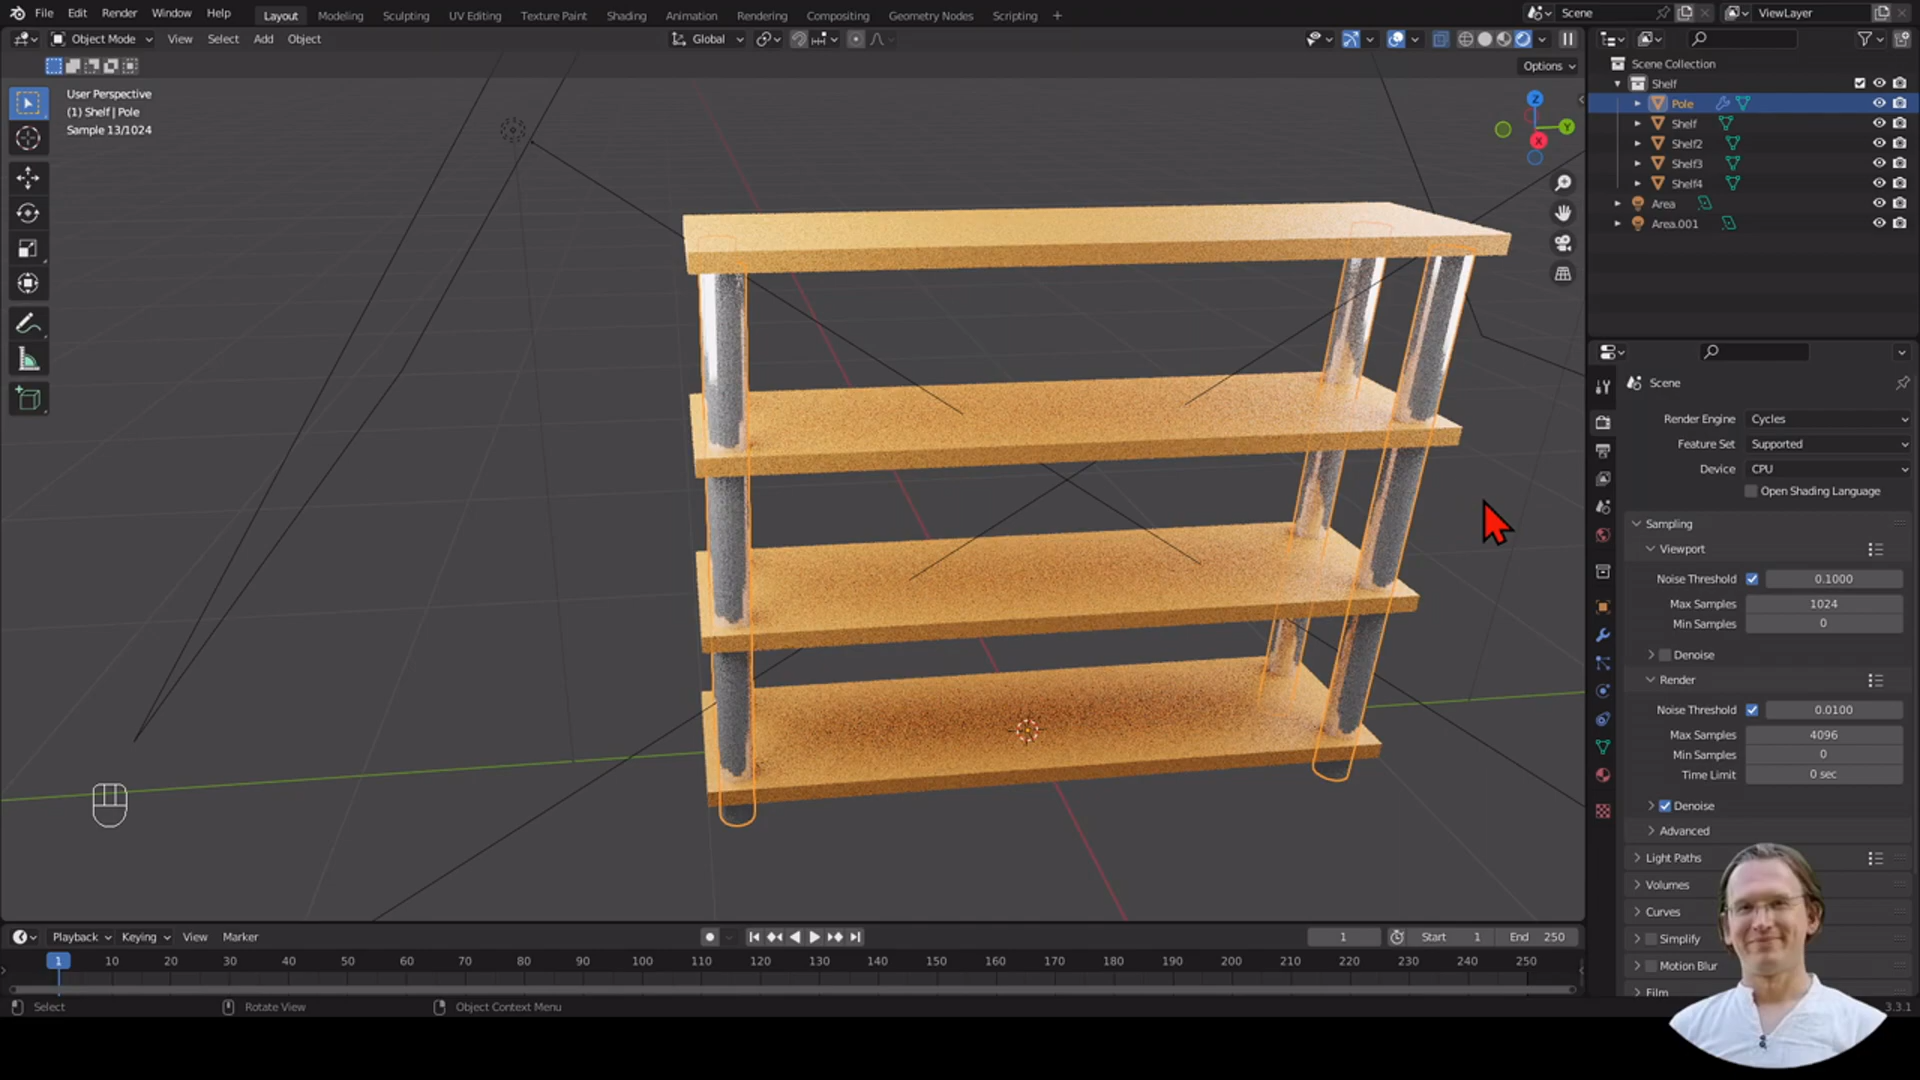 File Edit Render Window Help Layout Modeling Sculpting UV Editing Texture Paint Shading Animation Rendering Compositing Geometry Nodes Scripting + Scene ViewLayer
Object Mode View Select Add Object Global
Options
User Perspective
(1) Shelf | Pole
Sample 13/1024
Z
Y
X
Scene Collection
Shelf
Pole
Shelf
Shelf2
Shelf3
Shelf4
Area
Area.001
Scene
Render Engine Cycles
Feature Set Supported
Device CPU
Open Shading Language
Sampling
Viewport
Noise Threshold 0.1000
Max Samples 1024
Min Samples 0
Denoise
Render
Noise Threshold 0.0100
Max Samples 4096
Min Samples 0
Time Limit 0 sec
Denoise
Advanced
Light Paths
Volumes
Curves
Simplify
Motion Blur
Film
Playback Keying View Marker 1 Start 1 End 250
1 10 20 30 40 50 60 70 80 90 100 110 120 130 140 150 160 170 180 190 200 210 220 230 240 250
Select Rotate View Object Context Menu 3.3.1